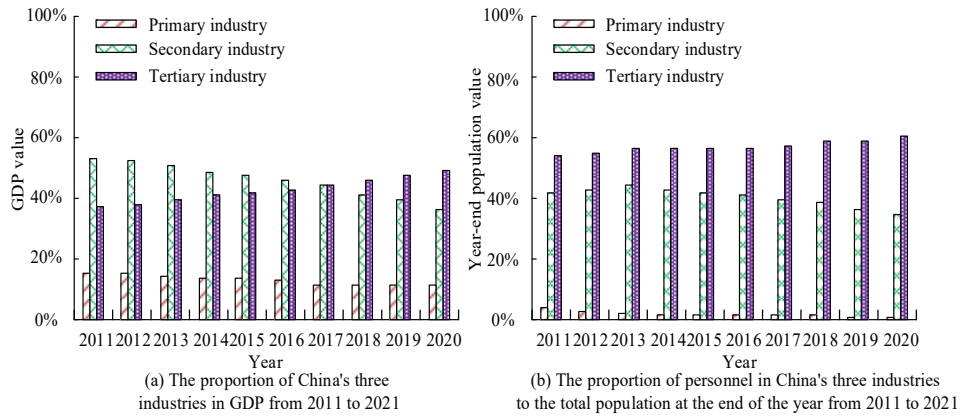 100%
80%
60%
40%
20%
0%
GDP value
Primary industry
Secondary industry
Tertiary industry
2011 2012 2013 2014 2015 2016 2017 2018 2019 2020
Year
(a) The proportion of China's three
industries in GDP from 2011 to 2021
100%
80%
60%
40%
20%
0%
Year-end population value
Primary industry
Secondary industry
Tertiary industry
2011 2012 2013 2014 2015 2016 2017 2018 2019 2020
Year
(b) The proportion of personnel in China's three industries
to the total population at the end of the year from 2011 to 2021